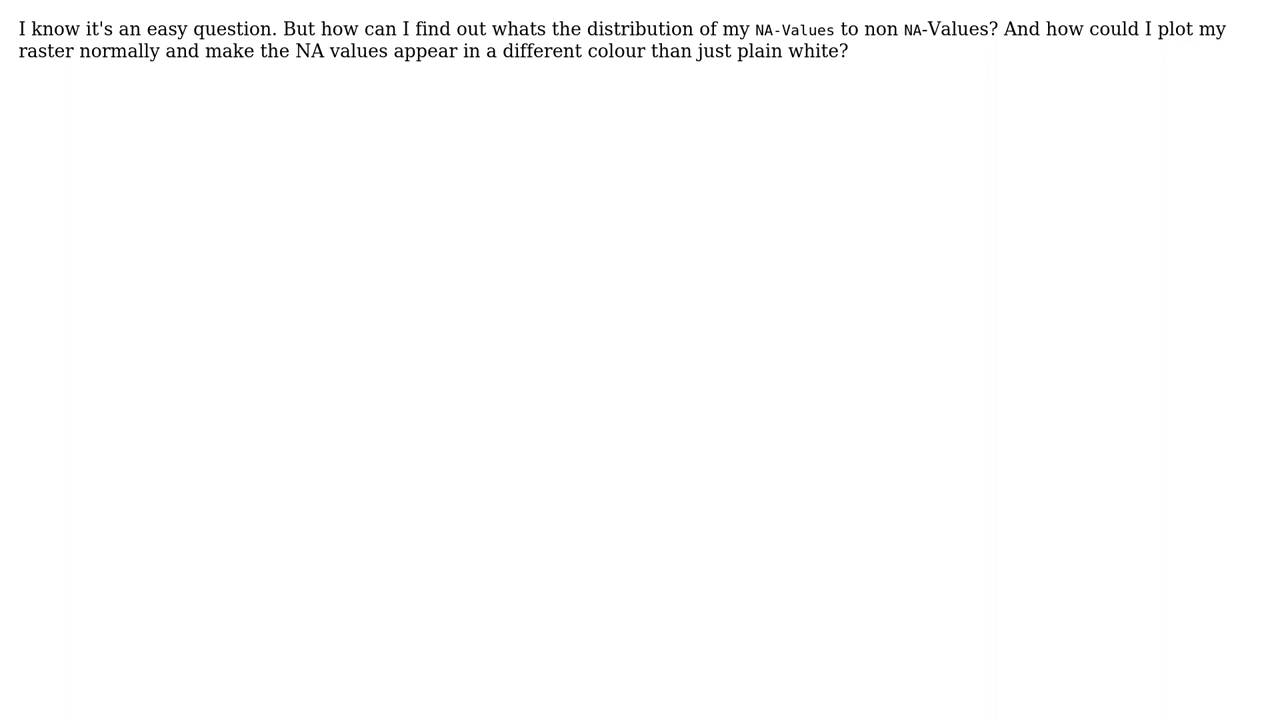 I know it's an easy question. But how can I find out whats the distribution of my NA-Values to non NA-Values? And how could I plot my
raster normally and make the NA values appear in a different colour than just plain white?